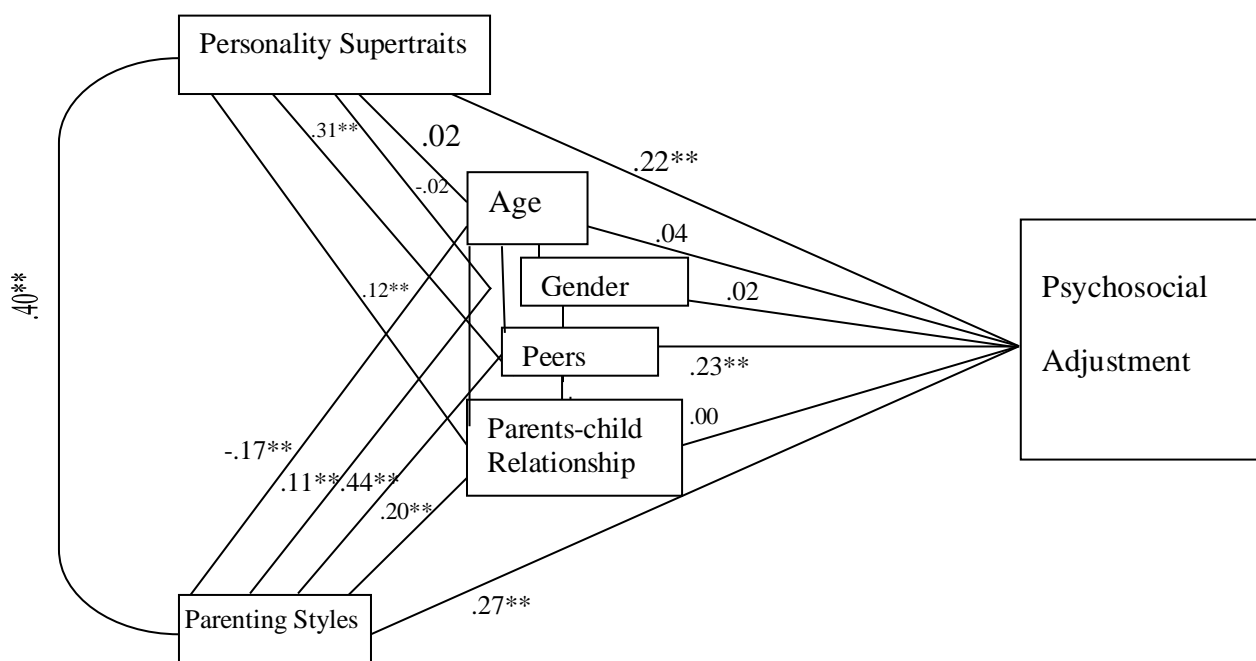 Personality Supertraits
.31**
.02
-.02
.22**
Age
.04
Gender
.02
.40**
.12**
Psychosocial
Adjustment
Peers
.23**
.00
Parents-child
Relationship
-.17**
.11**
.44**
.20**
.27**
Parenting Styles